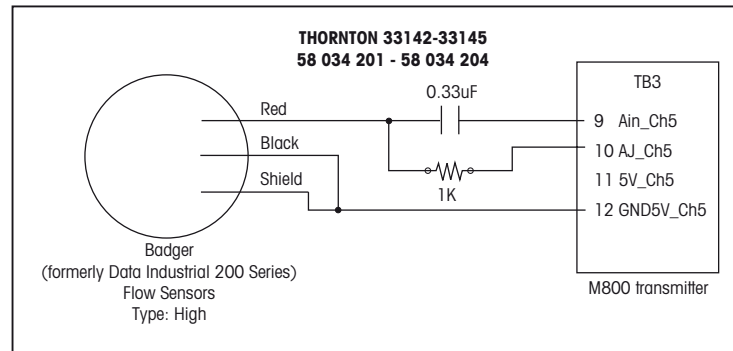 THORNTON 33142-33145
58 034 201 - 58 034 204
TB3
0.33uF
Red
9 Ain_Ch5
Black
10 AJ_Ch5
11 5V_Ch5
Shield
1K
12 GND5V_Ch5
Badger
(formerly Data Industrial 200 Series)
Flow Sensors
Type: High
M800 transmitter